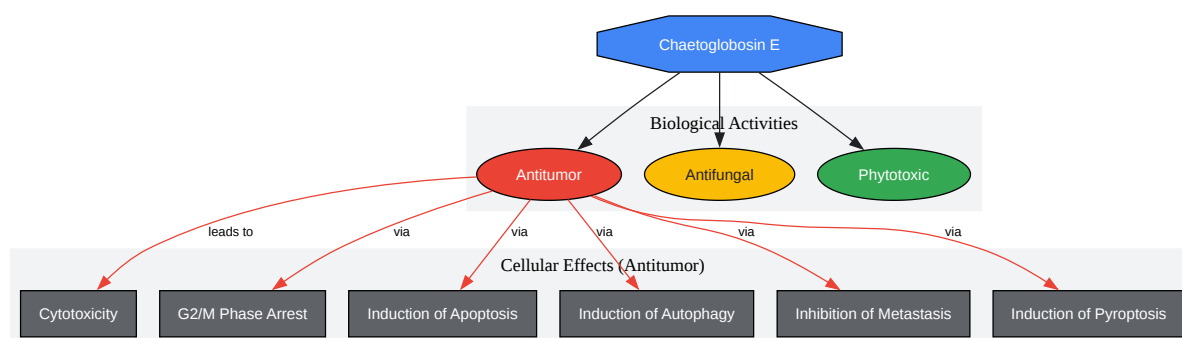 Chaetoglobosin E
Biological Activities
Antitumor
Antifungal
Phytotoxic
leads to
via
via
via
via
via
Cellular Effects (Antitumor)
Cytotoxicity
G2/M Phase Arrest
Induction of Apoptosis
Induction of Autophagy
Inhibition of Metastasis
Induction of Pyroptosis